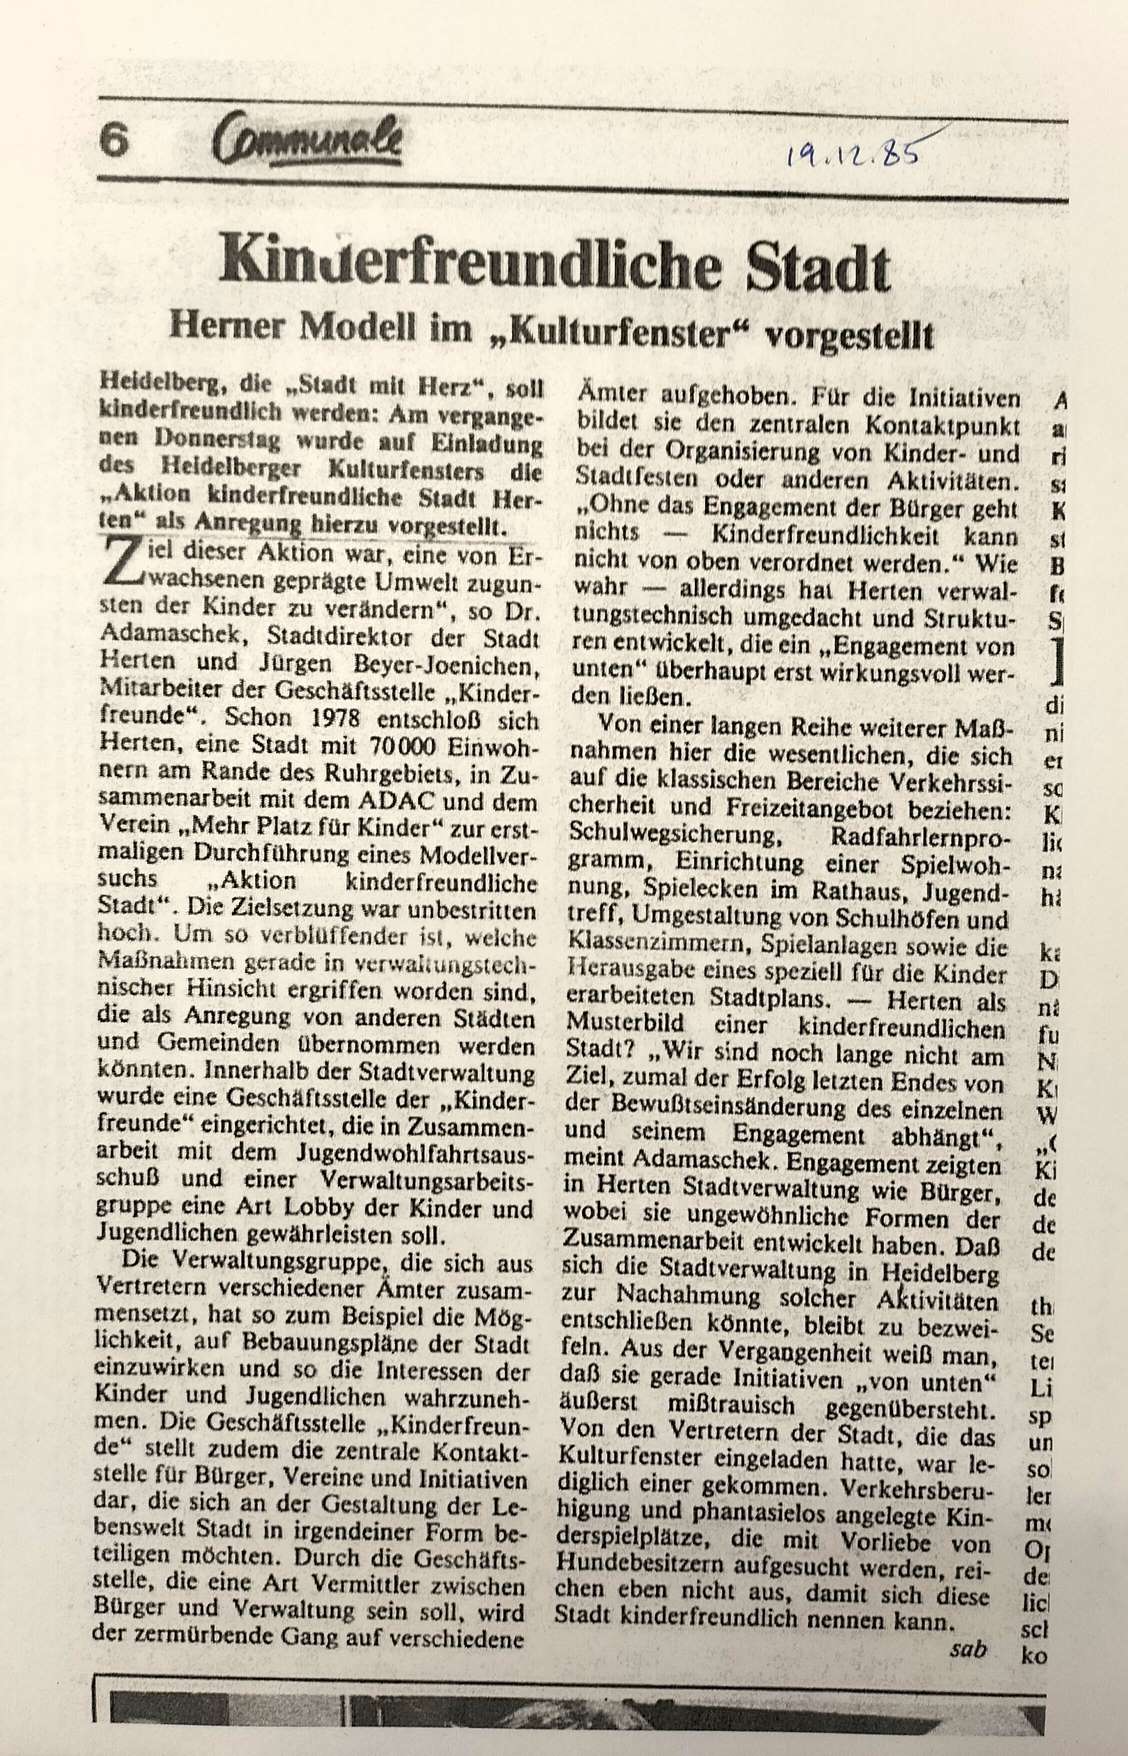 6 Communale 19.12.85
Kinderfreundliche Stadt
Herner Modell im „Kulturfenster“ vorgestellt
Heidelberg, die „Stadt mit Herz“, soll
kinderfreundlich werden: Am vergange-
nen Donnerstag wurde auf Einladung
des Heidelberger Kulturfensters die
„Aktion kinderfreundliche Stadt Her-
ten“ als Anregung hierzu vorgestellt.
Ziel dieser Aktion war, eine von Er-
wachsenen geprägte Umwelt zugun-
sten der Kinder zu verändern“, so Dr.
Adamaschek, Stadtdirektor der Stadt
Herten und Jürgen Beyer-Joenichen,
Mitarbeiter der Geschäftsstelle „Kinder-
freunde“. Schon 1978 entschloß sich
Herten, eine Stadt mit 70000 Einwoh-
nern am Rande des Ruhrgebiets, in Zu-
sammenarbeit mit dem ADAC und dem
Verein „Mehr Platz für Kinder“ zur erst-
maligen Durchführung eines Modellver-
suchs „Aktion kinderfreundliche
Stadt“. Die Zielsetzung war unbestritten
hoch. Um so verblüffender ist, welche
Maßnahmen gerade in verwaltungstech-
nischer Hinsicht ergriffen worden sind,
die als Anregung von anderen Städten
und Gemeinden übernommen werden
könnten. Innerhalb der Stadtverwaltung
wurde eine Geschäftsstelle der „Kinder-
freunde“ eingerichtet, die in Zusammen-
arbeit mit dem Jugendwohlfahrtsaus-
schuß und einer Verwaltungsarbeits-
gruppe eine Art Lobby der Kinder und
Jugendlichen gewährleisten soll.
Die Verwaltungsgruppe, die sich aus
Vertretern verschiedener Ämter zusam-
mensetzt, hat so zum Beispiel die Mög-
lichkeit, auf Bebauungspläne der Stadt
einzuwirken und so die Interessen der
Kinder und Jugendlichen wahrzuneh-
men. Die Geschäftsstelle „Kinderfreun-
de“ stellt zudem die zentrale Kontakt-
stelle für Bürger, Vereine und Initiativen
dar, die sich an der Gestaltung der Le-
benswelt Stadt in irgendeiner Form be-
teiligen möchten. Durch die Geschäfts-
stelle, die eine Art Vermittler zwischen
Bürger und Verwaltung sein soll, wird
der zermürbende Gang auf verschiedene
Ämter aufgehoben. Für die Initiativen
bildet sie den zentralen Kontaktpunkt
bei der Organisierung von Kinder- und
Stadtfesten oder anderen Aktivitäten.
„Ohne das Engagement der Bürger geht
nichts — Kinderfreundlichkeit kann
nicht von oben verordnet werden.“ Wie
wahr — allerdings hat Herten verwal-
tungstechnisch umgedacht und Struktu-
ren entwickelt, die ein „Engagement von
unten“ überhaupt erst wirkungsvoll wer-
den ließen.
Von einer langen Reihe weiterer Maß-
nahmen hier die wesentlichen, die sich
auf die klassischen Bereiche Verkehrssi-
cherheit und Freizeitangebot beziehen:
Schulwegsicherung, Radfahrlernpro-
gramm, Einrichtung einer Spielwoh-
nung, Spielecken im Rathaus, Jugend-
treff, Umgestaltung von Schulhöfen und
Klassenzimmern, Spielanlagen sowie die
Herausgabe eines speziell für die Kinder
erarbeiteten Stadtplans. — Herten als
Musterbild einer kinderfreundlichen
Stadt? „Wir sind noch lange nicht am
Ziel, zumal der Erfolg letzten Endes von
der Bewußtseinsänderung des einzelnen
und seinem Engagement abhängt“,
meint Adamaschek. Engagement zeigten
in Herten Stadtverwaltung wie Bürger,
wobei sie ungewöhnliche Formen der
Zusammenarbeit entwickelt haben. Daß
sich die Stadtverwaltung in Heidelberg
zur Nachahmung solcher Aktivitäten
entschließen könnte, bleibt zu bezwei-
feln. Aus der Vergangenheit weiß man,
daß sie gerade Initiativen „von unten“
äußerst mißtrauisch gegenübersteht.
Von den Vertretern der Stadt, die das
Kulturfenster eingeladen hatte, war le-
diglich einer gekommen. Verkehrsberu-
higung und phantasielos angelegte Kin-
derspielplätze, die mit Vorliebe von
Hundebesitzern aufgesucht werden, rei-
chen eben nicht aus, damit sich diese
Stadt kinderfreundlich nennen kann.
sab